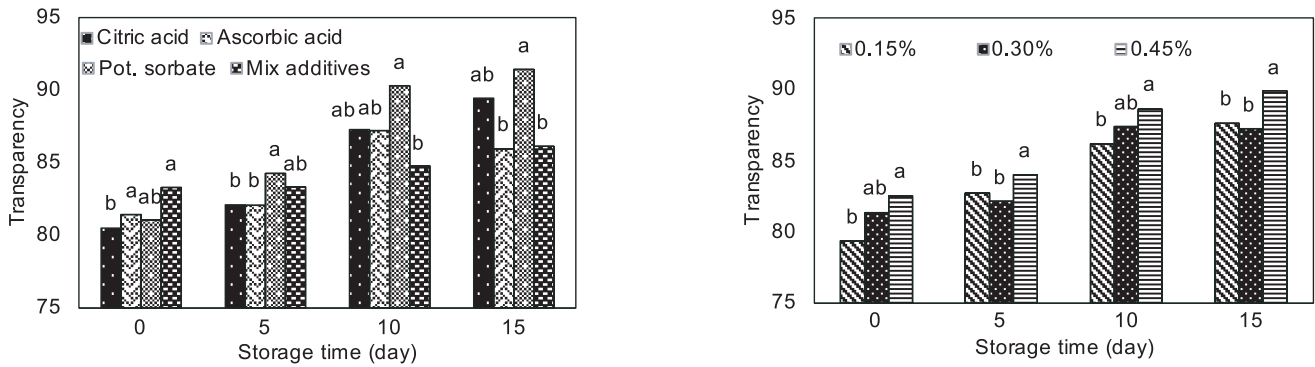 95
90
85
80
75
Transparency
Citric acid Ascorbic acid
Pot. sorbate Mix additives
b a ab a
b b a ab
ab ab a b
ab b a b
0 5 10 15
Storage time (day)
95
90
85
80
75
Transparency
0.15% 0.30% 0.45%
b ab a
b b a
b ab a
b b a
0 5 10 15
Storage time (day)